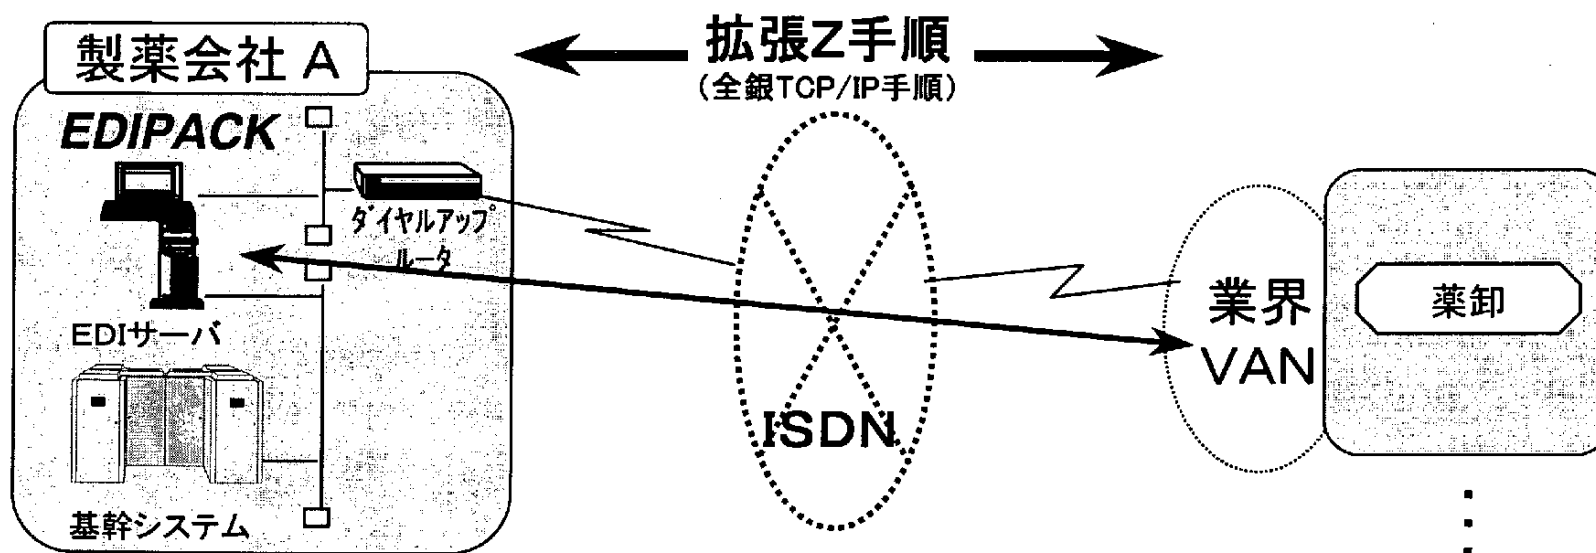 製薬会社 A
拡張Z手順
(全銀TCP/IP手順)
EDIPACK
ダイヤルアップ
ルータ
EDIサーバ
基幹システム
ISDN
業界
VAN
薬卸